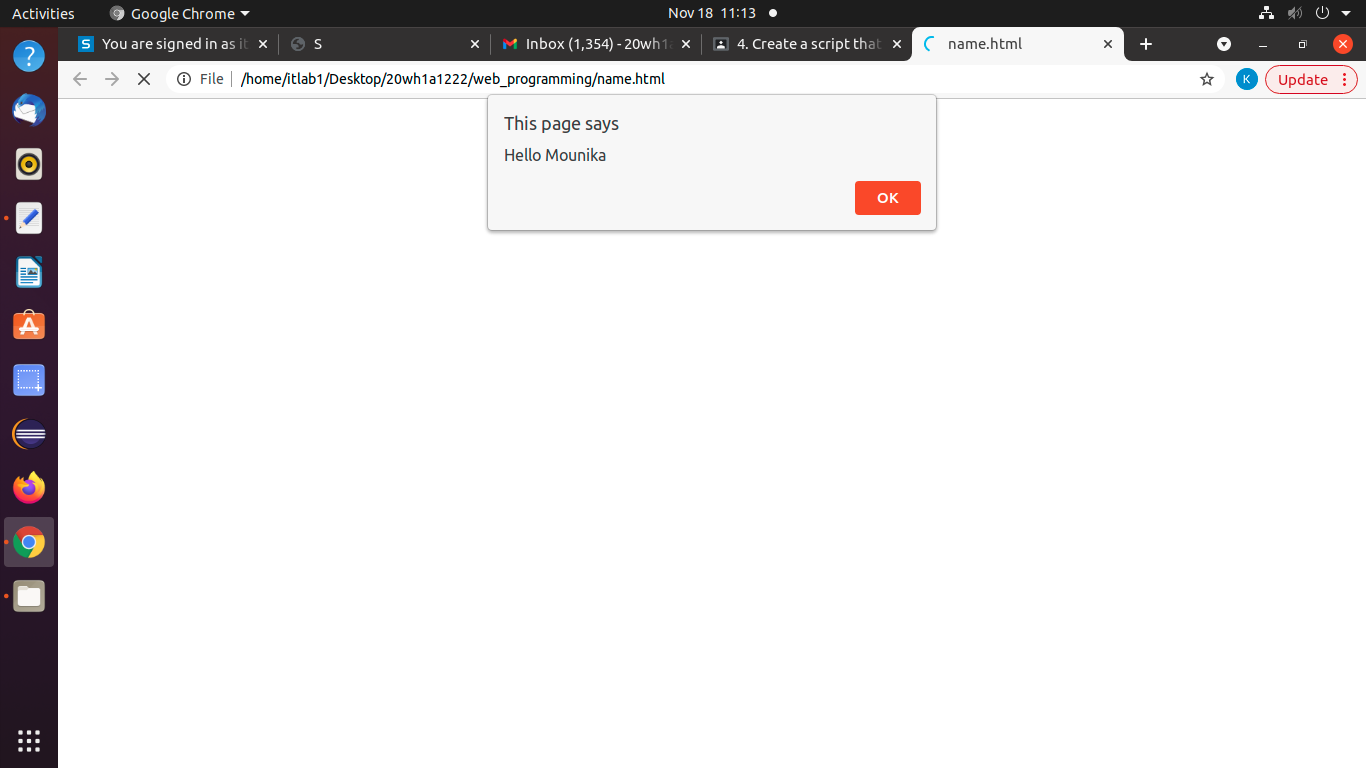 Activities
Google Chrome
Nov 18 11:13
You are signed in as it
S
Inbox (1,354) - 20wh1a
4. Create a script that
name.html
File
/home/itlab1/Desktop/20wh1a1222/web_programming/name.html
K
Update
This page says
Hello Mounika
OK